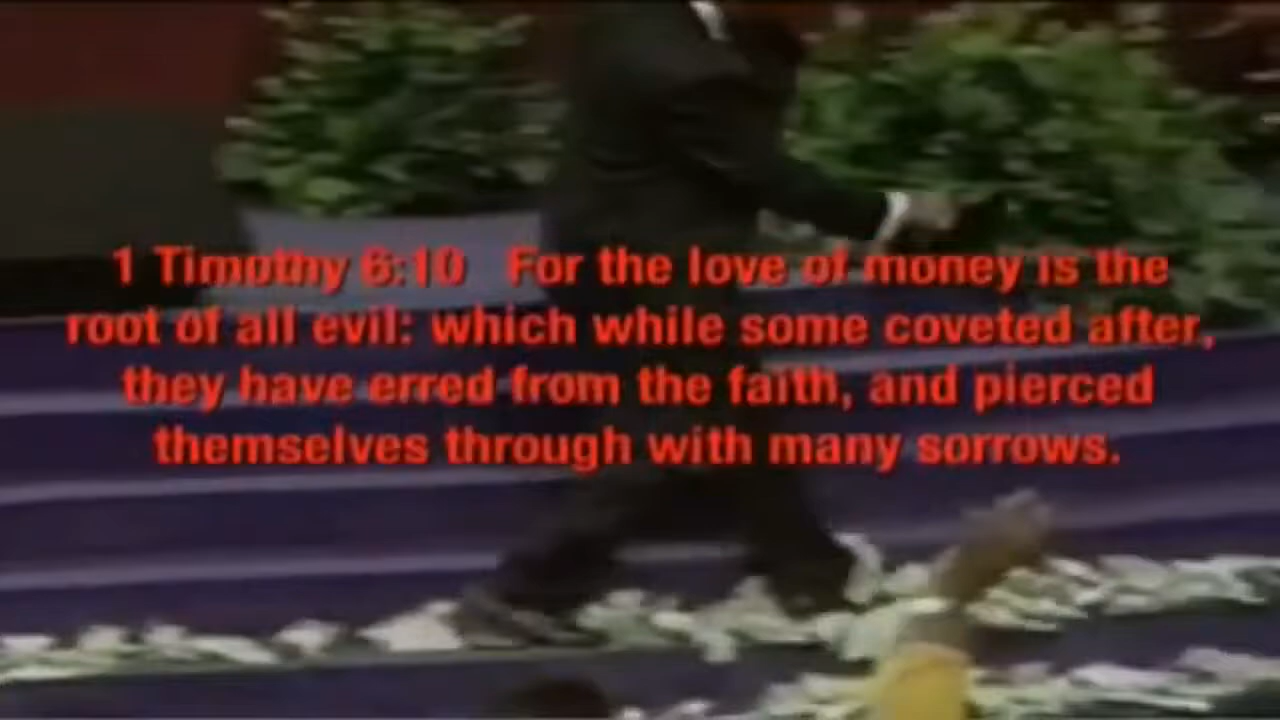 1 Timothy 6:10 For the love of money is the
root of all evil: which while some coveted after,
they have erred from the faith, and pierced
themselves through with many sorrows.